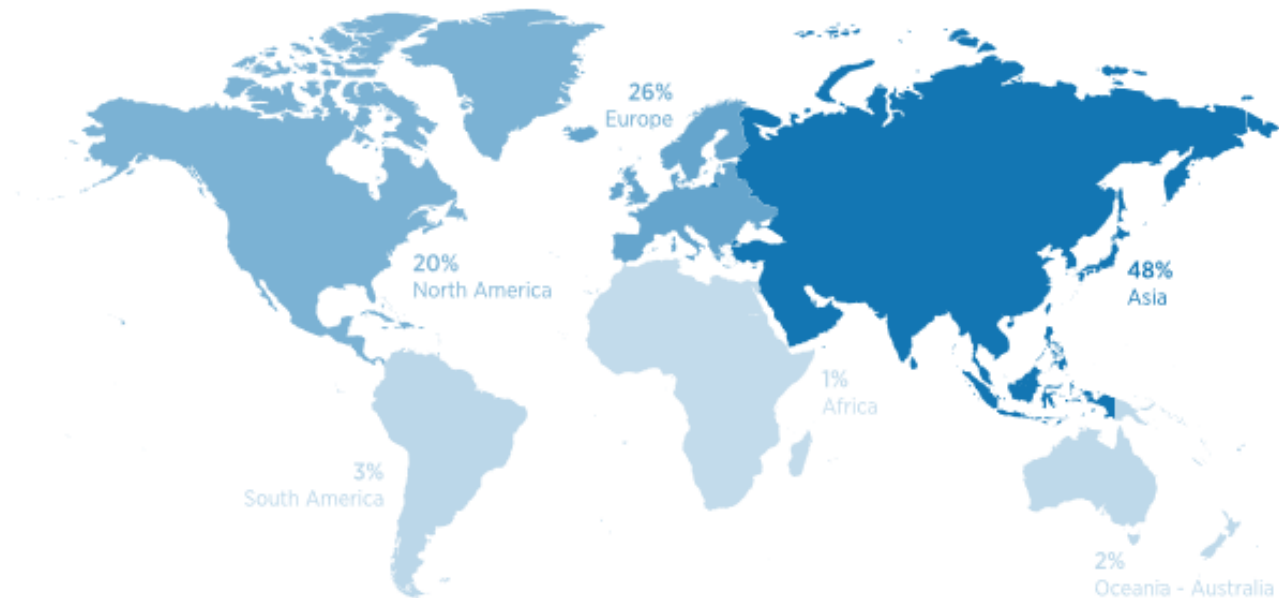 26%
Europe
20%
North America
48%
Asia
1%
Africa
3%
South America
2%
Oceania - Australia